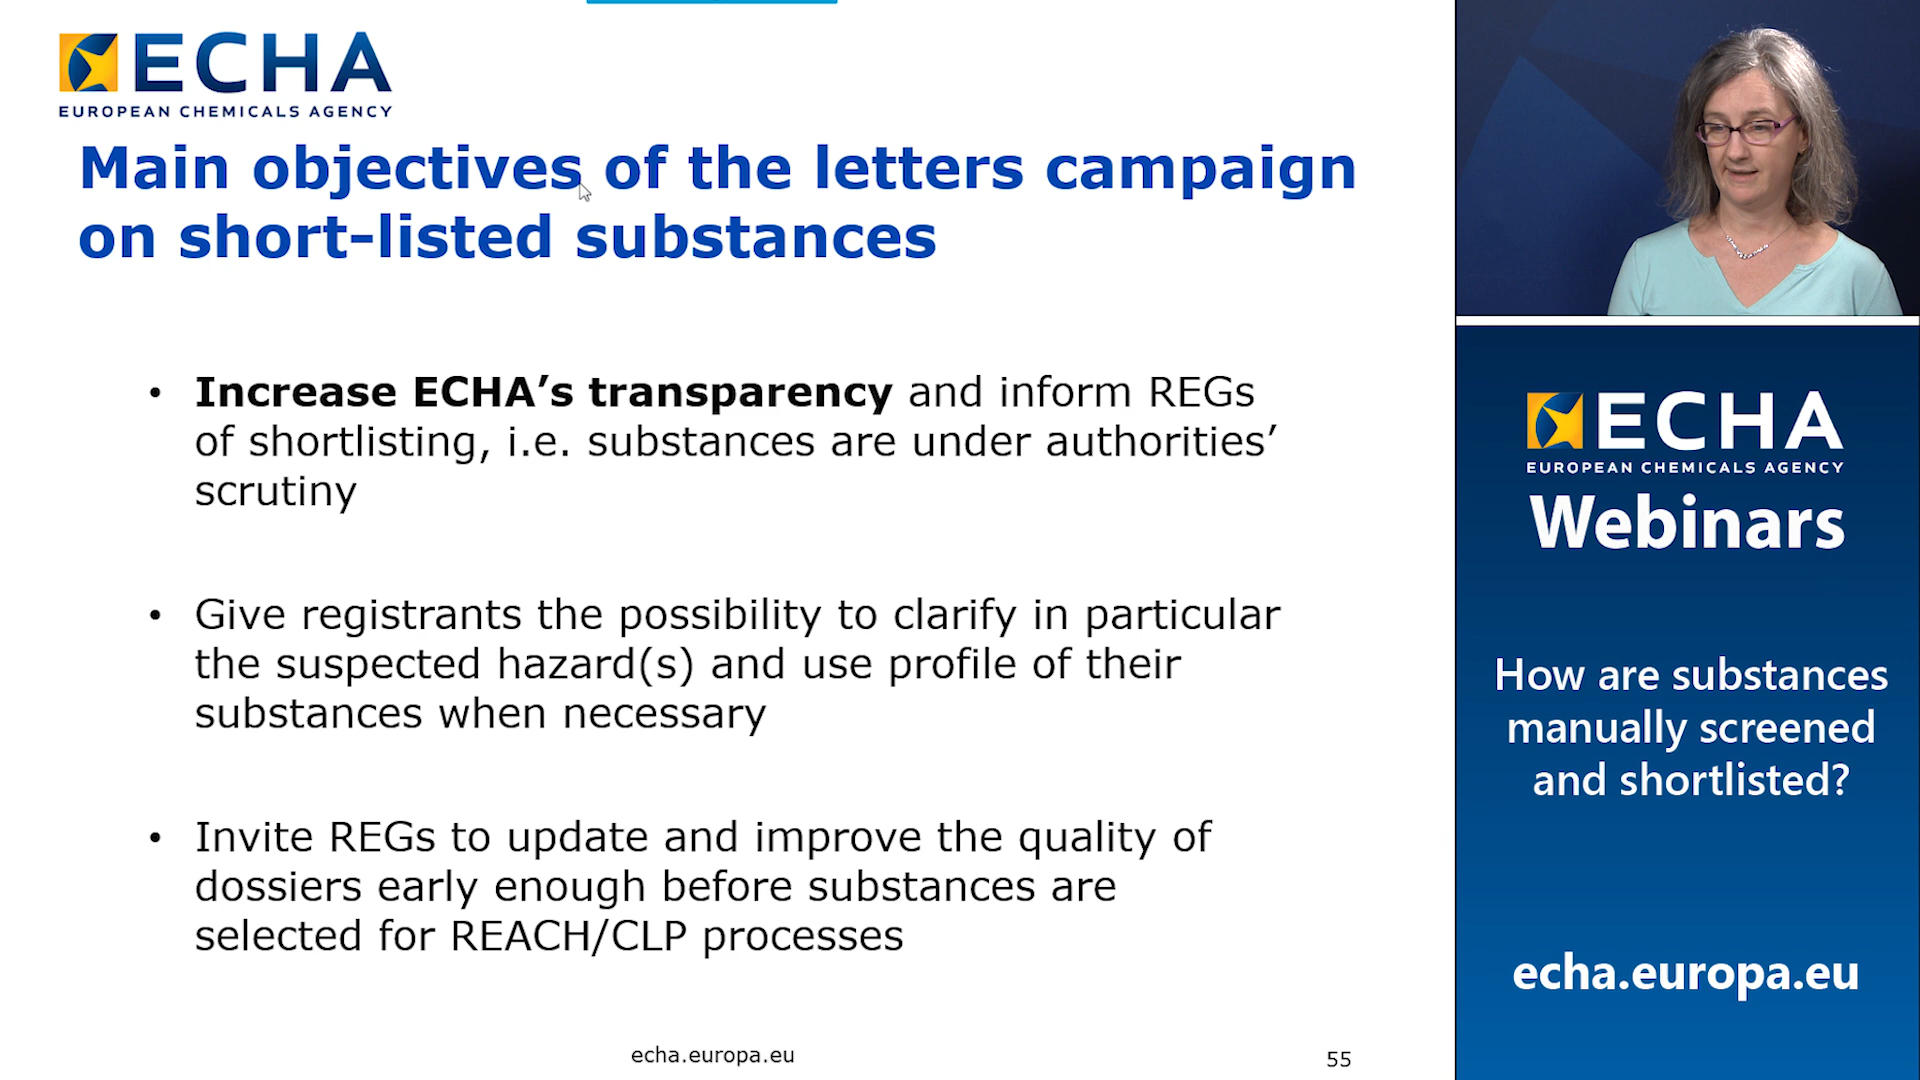 ECHA
EUROPEAN CHEMICALS AGENCY
Main objectives of the letters campaign
on short-listed substances
• Increase ECHA’s transparency and inform REGs
of shortlisting, i.e. substances are under authorities’
scrutiny
• Give registrants the possibility to clarify in particular
the suspected hazard(s) and use profile of their
substances when necessary
• Invite REGs to update and improve the quality of
dossiers early enough before substances are
selected for REACH/CLP processes
echa.europa.eu
55
ECHA
EUROPEAN CHEMICALS AGENCY
Webinars
How are substances
manually screened
and shortlisted?
echa.europa.eu